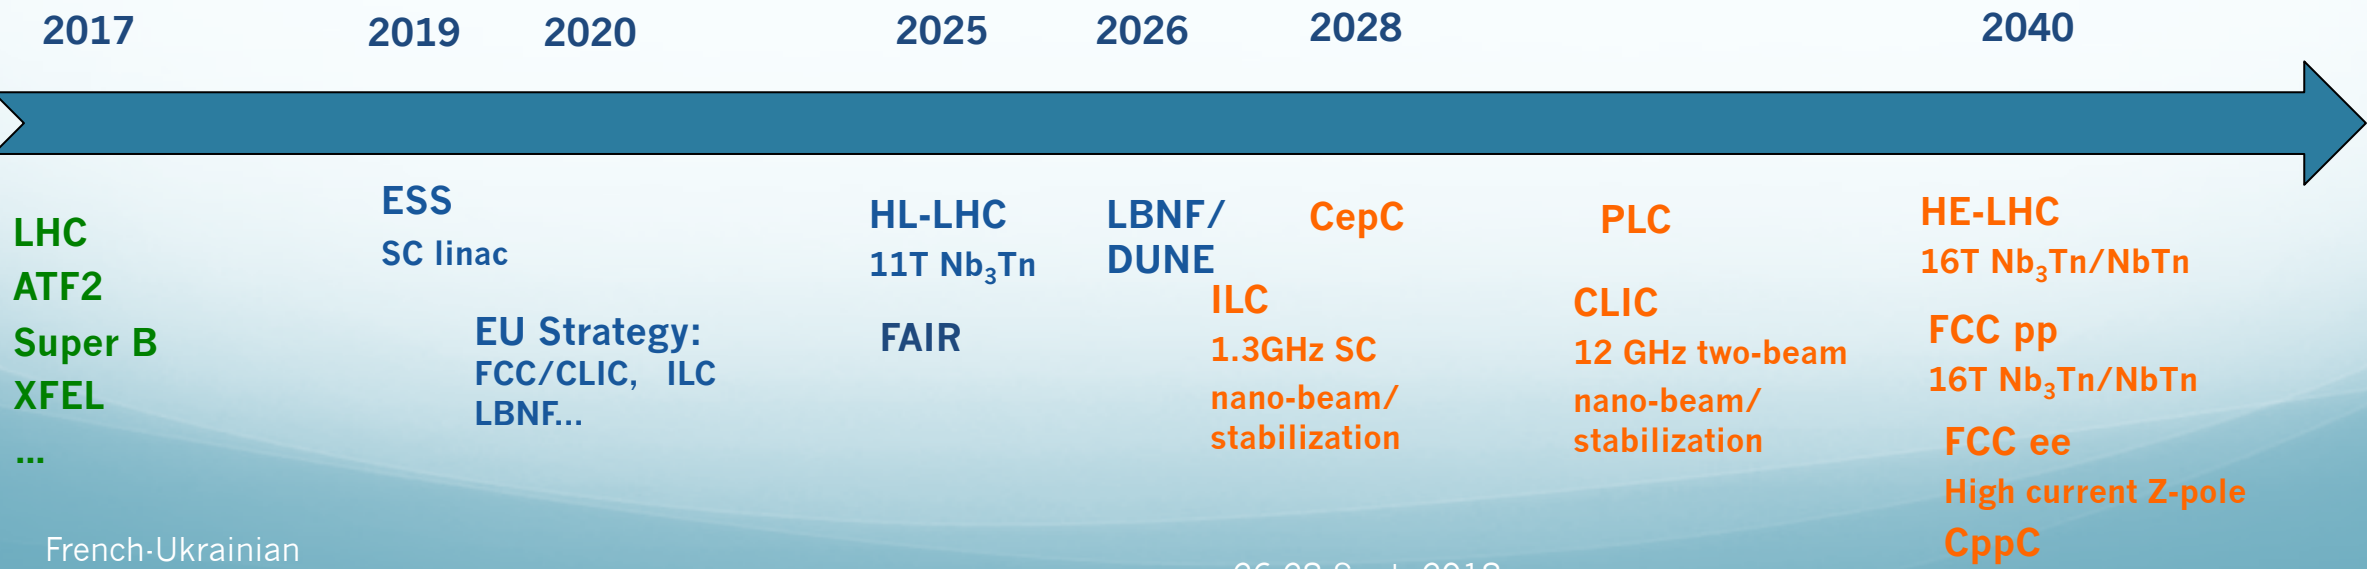 2017
2019
2020
2025
2026
2028
2040
LHC
ATF2
Super B
XFEL
...
ESS
SC linac
EU Strategy:
FCC/CLIC, ILC
LBNF...
HL-LHC
11T Nb₃Tn
FAIR
LBNF/
DUNE
CepC
ILC
1.3GHz SC
nano-beam/
stabilization
PLC
CLIC
12 GHz two-beam
nano-beam/
stabilization
HE-LHC
16T Nb₃Tn/NbTn
FCC pp
16T Nb₃Tn/NbTn
FCC ee
High current Z-pole
CppC
French-Ukrainian